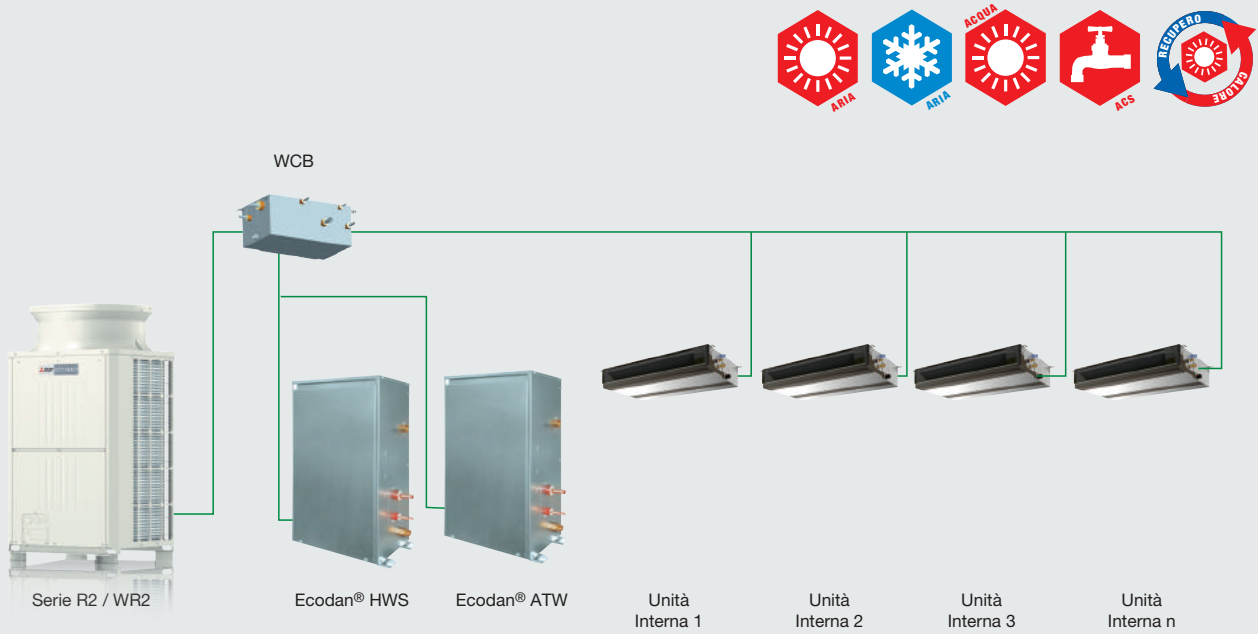 ACQUA
RECUPERO
CALORE
ARIA
ARIA
ACS
WCB
Serie R2 / WR2
Ecodan® HWS
Ecodan® ATW
Unità
Interna 1
Unità
Interna 2
Unità
Interna 3
Unità
Interna n